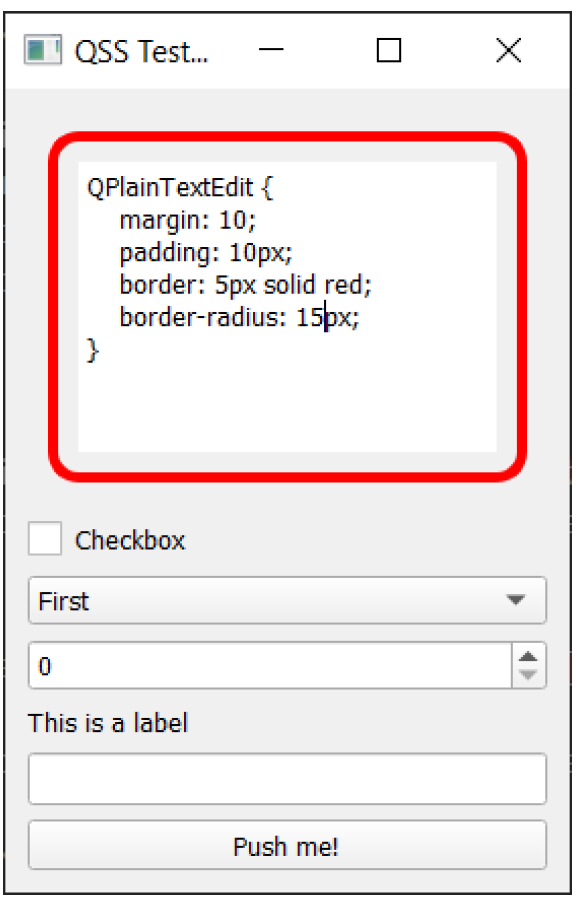 QSS Test...
QPlainTextEdit {
margin: 10;
padding: 10px;
border: 5px solid red;
border-radius: 15px;
}
Checkbox
First
0
This is a label
Push me!